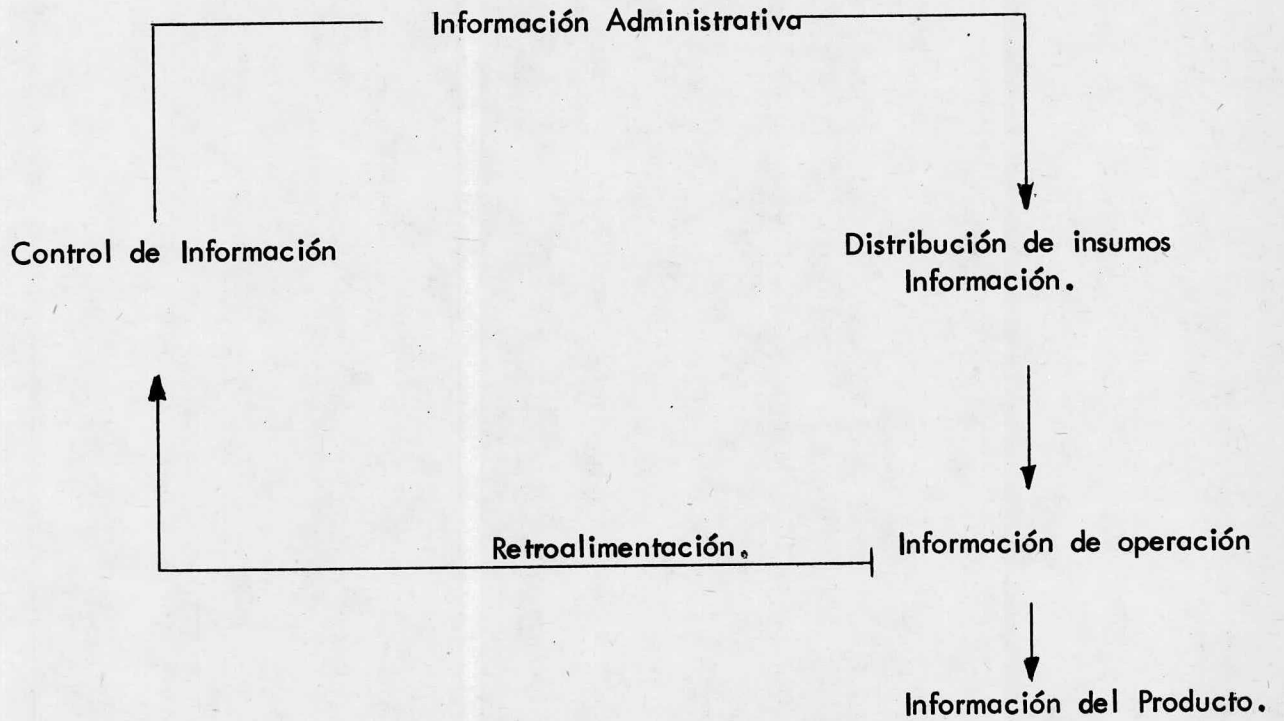 Información Administrativa
Control de Información
Distribución de insumos
Información.
Retroalimentación.
Información de operación
Información del Producto.